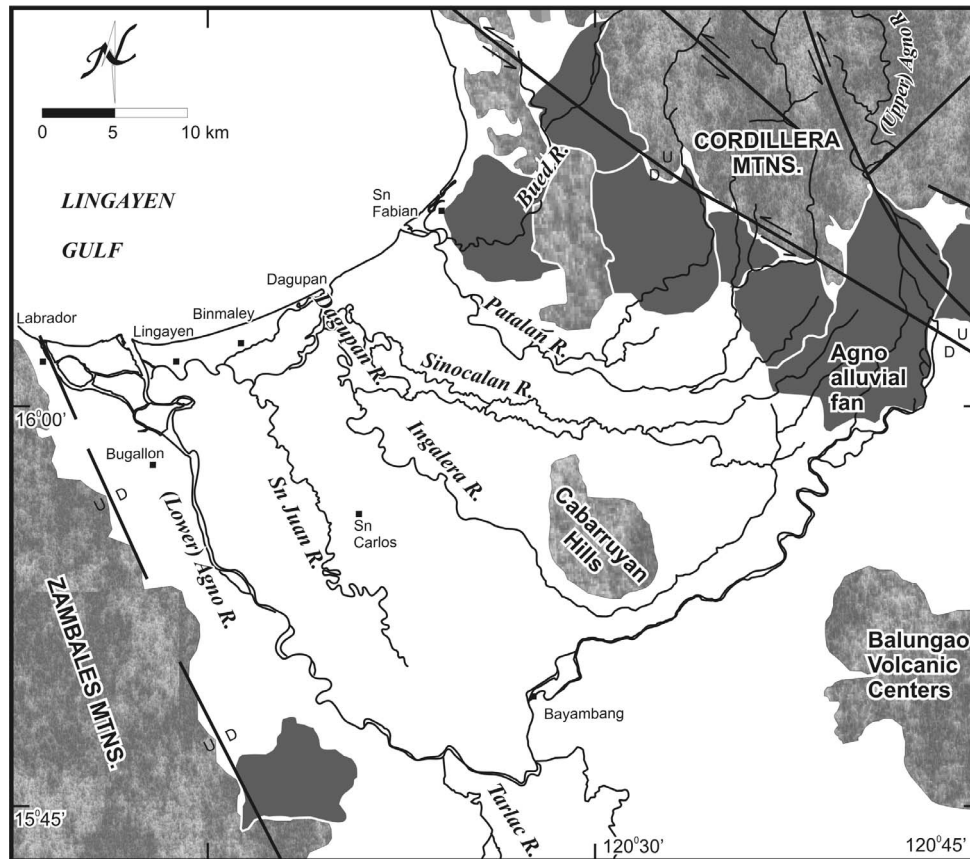 N
0 5 10 km
LINGAYEN
GULF
(Upper) Agno R
CORDILLERA
MTNS.
U
D
Bued R.
Sn
Fabian
Dagupan
Binmaley
Labrador
Lingayen
Dagupan R.
Patalan R.
Sinocalan R.
U
D
Agno
alluvial
fan
16°00'
Bugallon
U D
(Lower) Agno R.
Sn Juan R.
Sn
Carlos
Ingalera R.
Cabarruyan
Hills
ZAMBALES MTNS.
Balungao
Volcanic
Centers
Bayambang
U D
Tarlac R.
15°45'
120°30'
120°45'